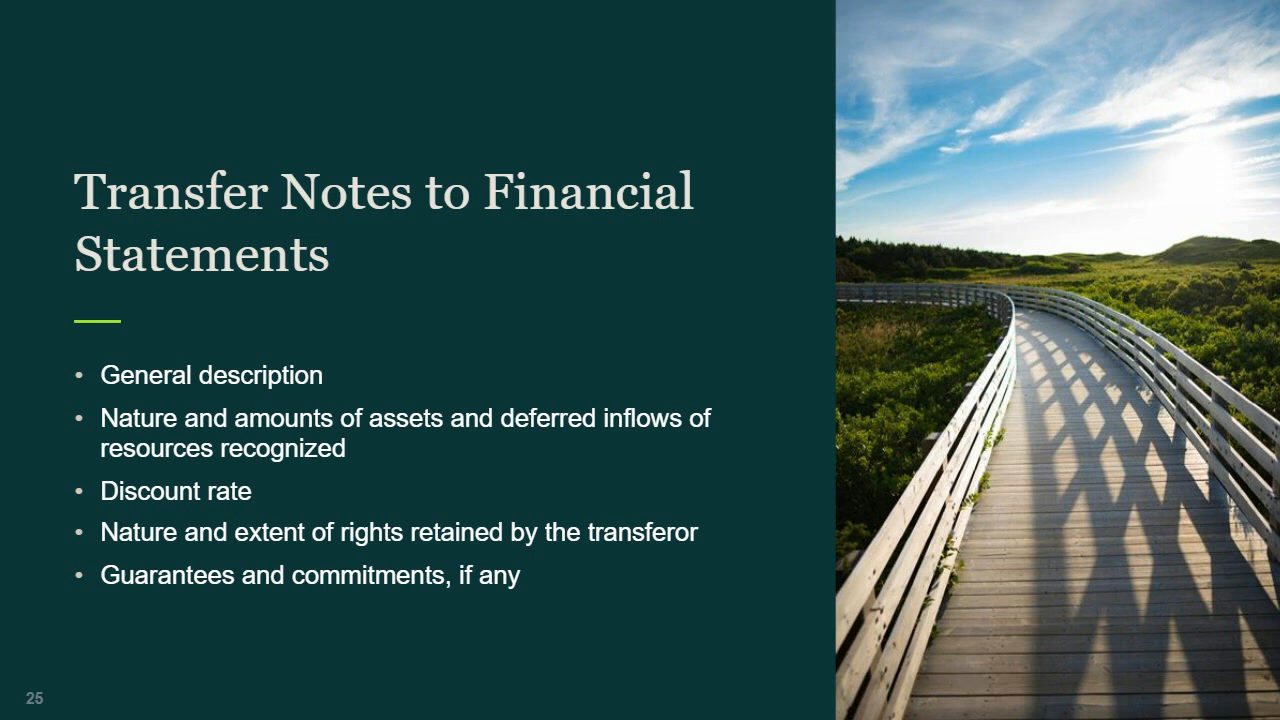 Transfer Notes to Financial
Statements
• General description
• Nature and amounts of assets and deferred inflows of
resources recognized
• Discount rate
• Nature and extent of rights retained by the transferor
• Guarantees and commitments, if any
25